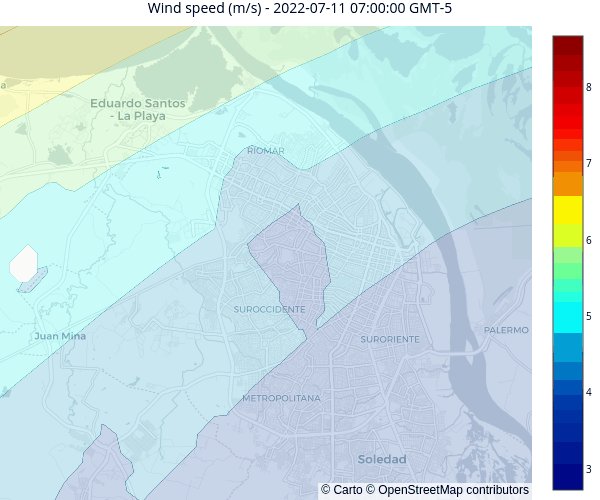 Wind speed (m/s) - 2022-07-11 07:00:00 GMT-5
8
a
Eduardo Santos
- La Playa
7
RIOMAR
6
SUROCCIDENTE
5
PALERMO
Juan Mina
SURORIENTE
4
METROPOLITANA
Soledad
3
© Carto © OpenStreetMap contributors